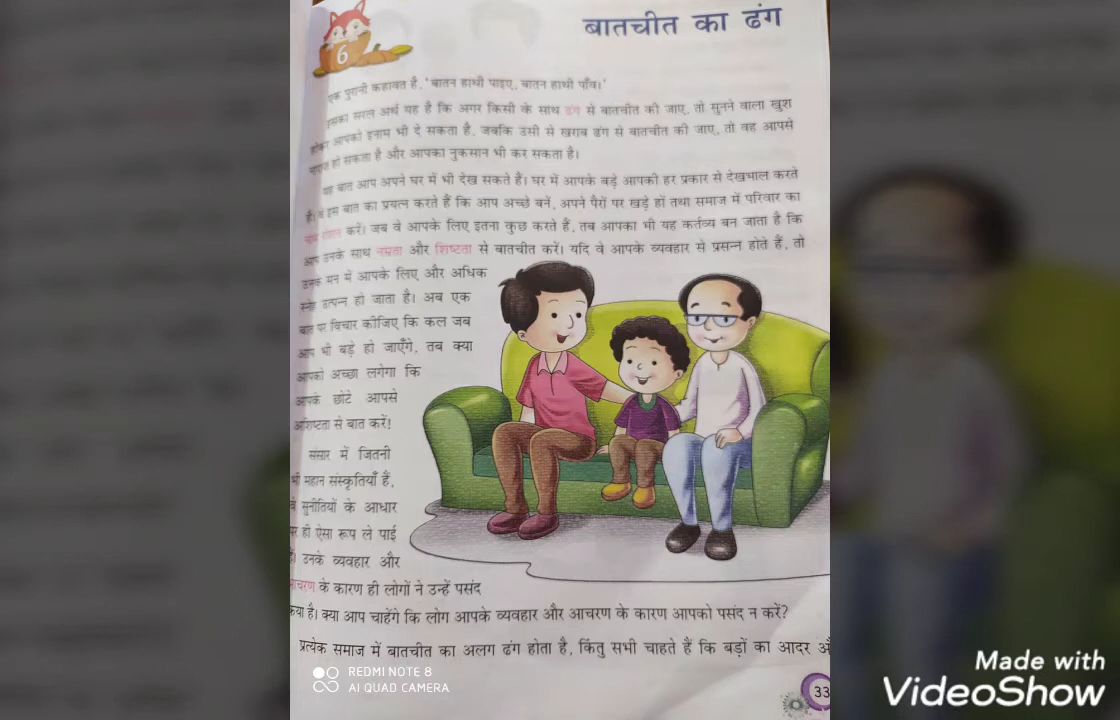 6
बातचीत का ढंग
एक पुरानी कहावत है, 'बातन हाथी पाइए, बातन हाथी पाँव।'
इसका सरल अर्थ यह है कि अगर किसी के साथ ढंग से बातचीत की जाए, तो सुनने वाला खुश
होकर आपको इनाम भी दे सकता है, जबकि उसी से खराब ढंग से बातचीत की जाए, तो वह आपसे
नाराज हो सकता है और आपका नुकसान भी कर सकता है।
यह बात आप अपने घर में भी देख सकते हैं। घर में आपके बड़े आपकी हर प्रकार से देखभाल करते
हैं। वे इस बात का प्रयत्न करते हैं कि आप अच्छे बनें, अपने पैरों पर खड़े हों तथा समाज में परिवार का
नाम रोशन करें। जब वे आपके लिए इतना कुछ करते हैं, तब आपका भी यह कर्तव्य बन जाता है कि
आप उनके साथ नम्रता और शिष्टता से बातचीत करें। यदि वे आपके व्यवहार से प्रसन्न होते हैं, तो
उनके मन में आपके लिए और अधिक
स्नेह उत्पन्न हो जाता है। अब एक
बात पर विचार कीजिए कि कल जब
आप भी बड़े हो जाएँगे, तब क्या
आपको अच्छा लगेगा कि
आपके छोटे आपसे
अशिष्टता से बात करें!
संसार में जितनी
भी महान संस्कृतियाँ हैं,
वे सुनीतियों के आधार
पर ही ऐसा रूप ले पाई
हैं। उनके व्यवहार और
आचरण के कारण ही लोगों ने उन्हें पसंद
किया है। क्या आप चाहेंगे कि लोग आपके व्यवहार और आचरण के कारण आपको पसंद न करें?
प्रत्येक समाज में बातचीत का अलग ढंग होता है, किंतु सभी चाहते हैं कि बड़ों का आदर
REDMI NOTE 8
AI QUAD CAMERA
33
Made with
VideoShow